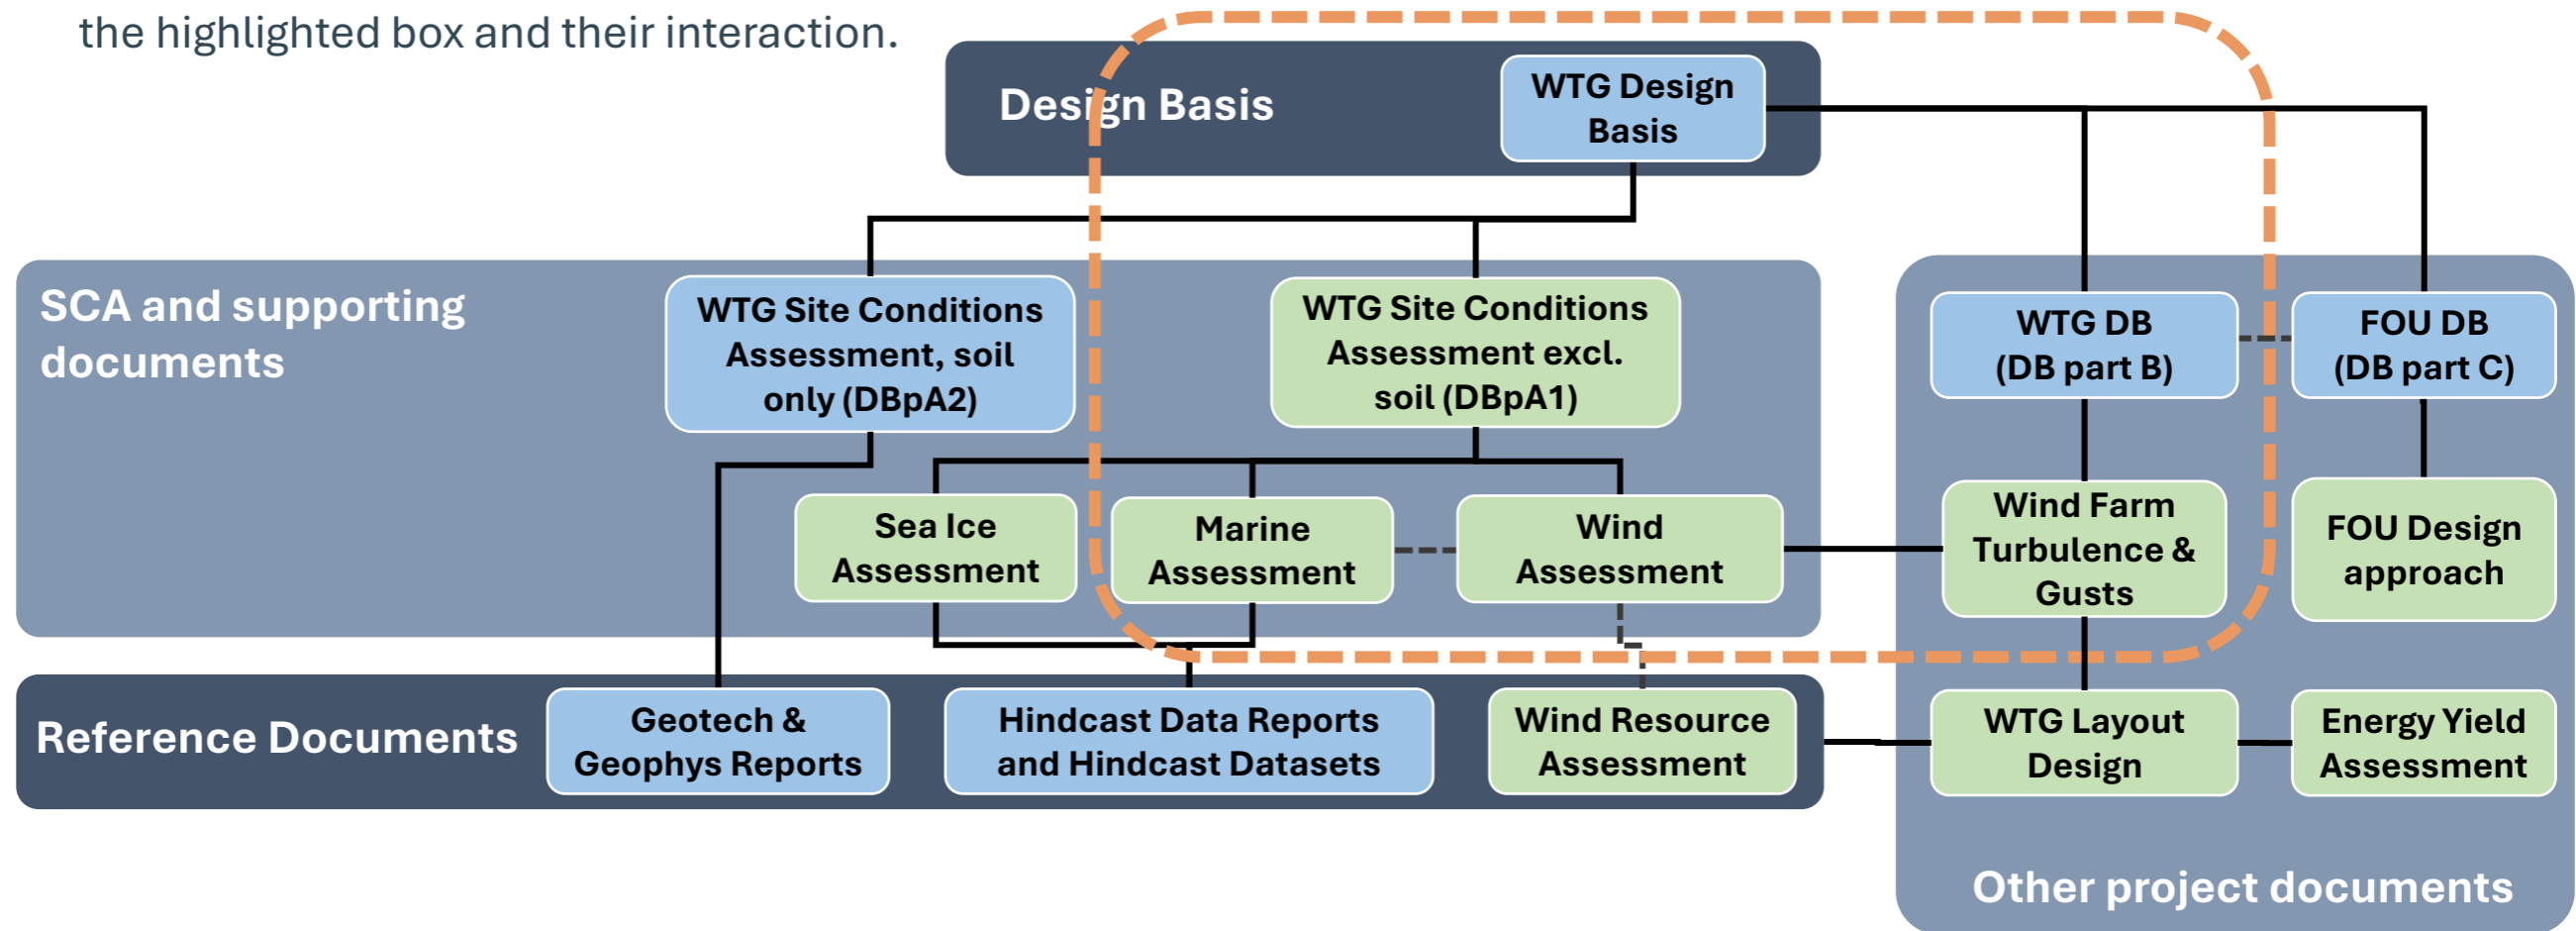 the highlighted box and their interaction.
Design Basis
WTG Design
Basis
SCA and supporting
documents
WTG Site Conditions
Assessment, soil
only (DBpA2)
WTG Site Conditions
Assessment excl.
soil (DBpA1)
WTG DB
(DB part B)
FOU DB
(DB part C)
Sea Ice
Assessment
Marine
Assessment
Wind
Assessment
Wind Farm
Turbulence &
Gusts
FOU Design
approach
Reference Documents
Geotech &
Geophys Reports
Hindcast Data Reports
and Hindcast Datasets
Wind Resource
Assessment
WTG Layout
Design
Energy Yield
Assessment
Other project documents